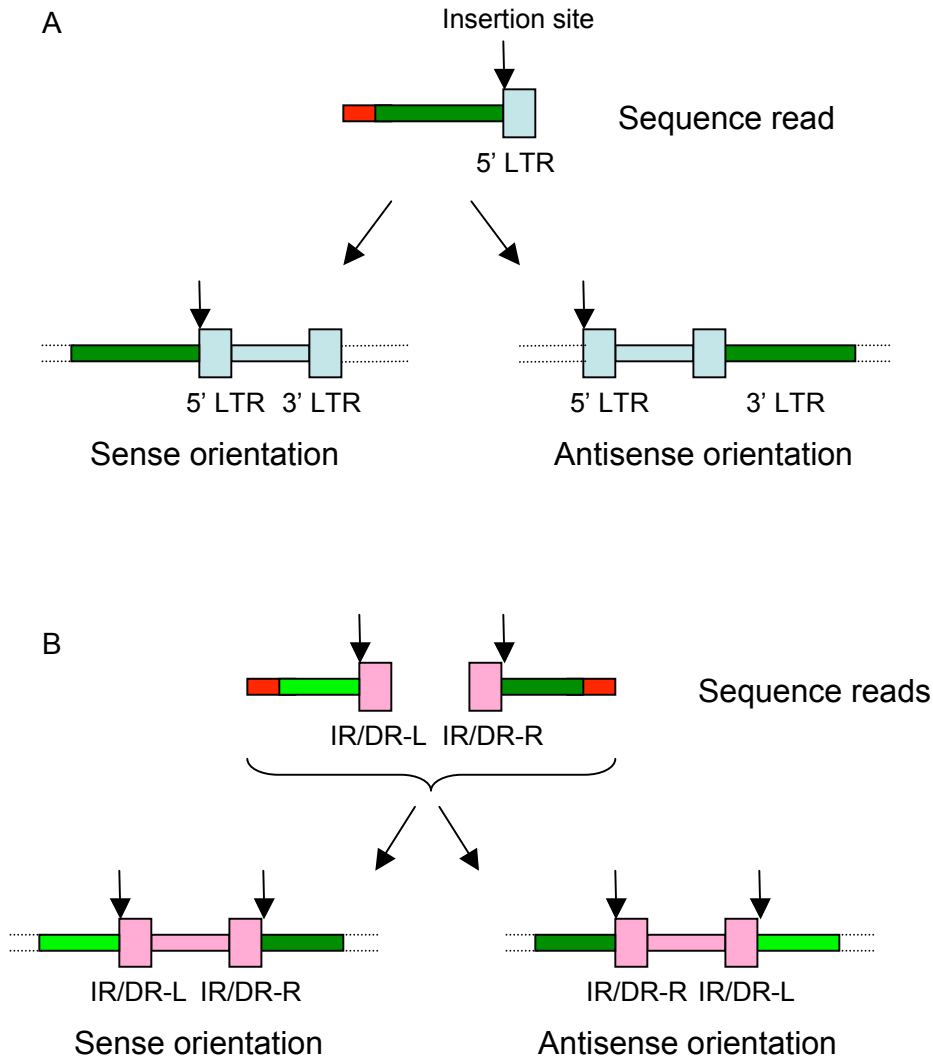 A
Insertion site
Sequence read
5’ LTR
5’ LTR 3’ LTR
5’ LTR 3’ LTR
Sense orientation
Antisense orientation
B
Sequence reads
IR/DR-L IR/DR-R
IR/DR-L IR/DR-R
IR/DR-R IR/DR-L
Sense orientation
Antisense orientation